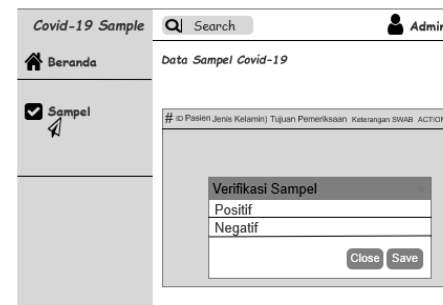 Covid-19 Sample
Search
Admin
Beranda
Data Sampel Covid-19
Sampel
# ID Pasien Jenis Kelamin) Tujuan Pemeriksaan Keterangan SWAB ACTION
Verifikasi Sampel
Positif
Negatif
Close Save